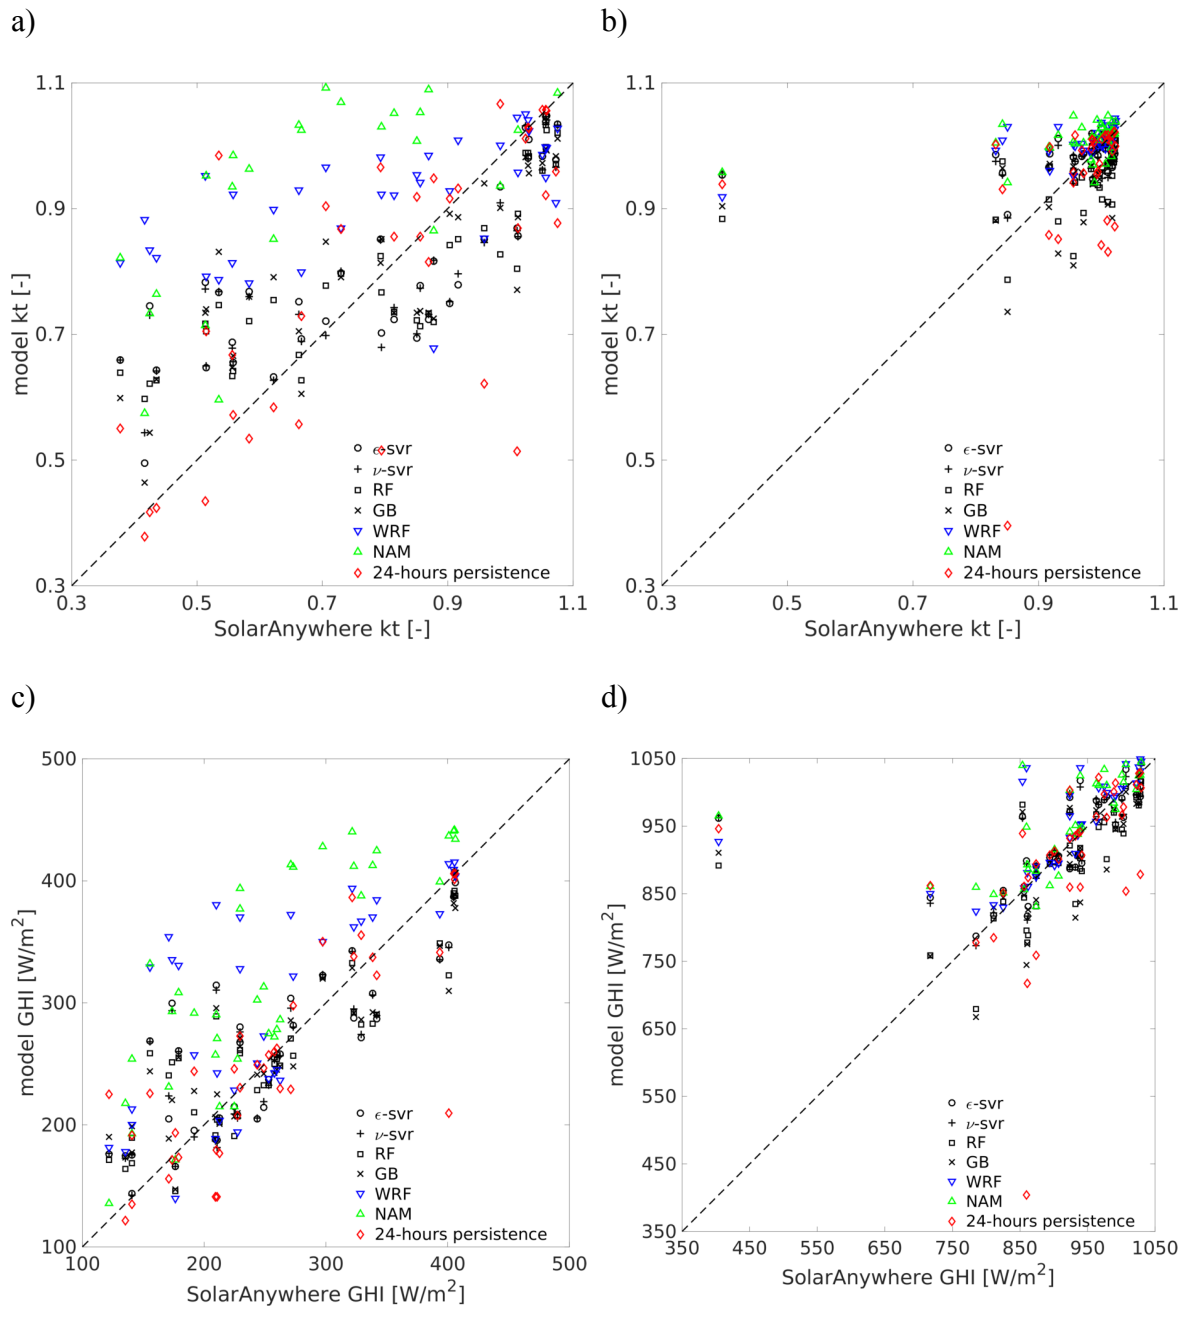 a)
b)
1.1
0.9
0.7
0.5
0.3
model kt [-]
ϵ-svr
ν-svr
RF
GB
WRF
NAM
24-hours persistence
0.3 0.5 0.7 0.9 1.1
SolarAnywhere kt [-]
1.1
0.9
0.7
0.5
0.3
model kt [-]
ϵ-svr
ν-svr
RF
GB
WRF
NAM
24-hours persistence
0.3 0.5 0.7 0.9 1.1
SolarAnywhere kt [-]
c)
d)
500
400
300
200
100
model GHI [W/m²]
ϵ-svr
ν-svr
RF
GB
WRF
NAM
24-hours persistence
100 200 300 400 500
SolarAnywhere GHI [W/m²]
1050
950
850
750
650
550
450
350
model GHI [W/m²]
ϵ-svr
ν-svr
RF
GB
WRF
NAM
24-hours persistence
350 450 550 650 750 850 950 1050
SolarAnywhere GHI [W/m²]